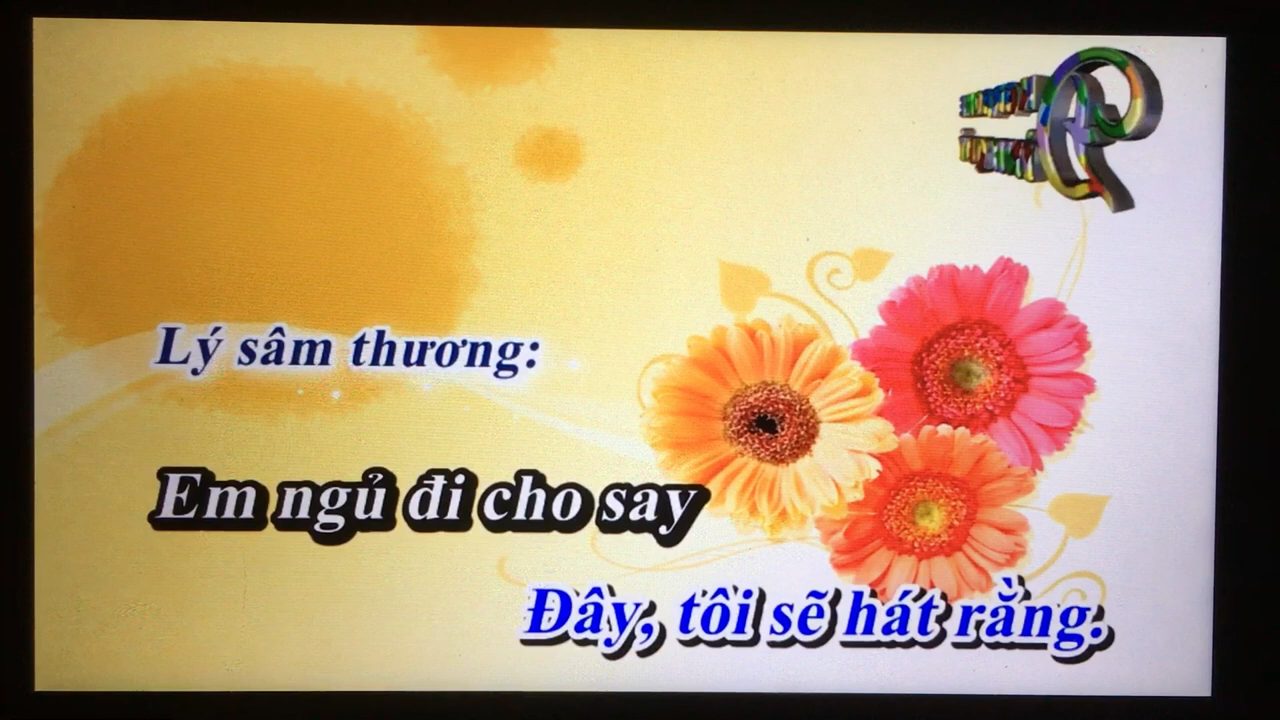 Lý sâm thương:
Em ngủ đi cho say
Đây, tôi sẽ hát rằng.